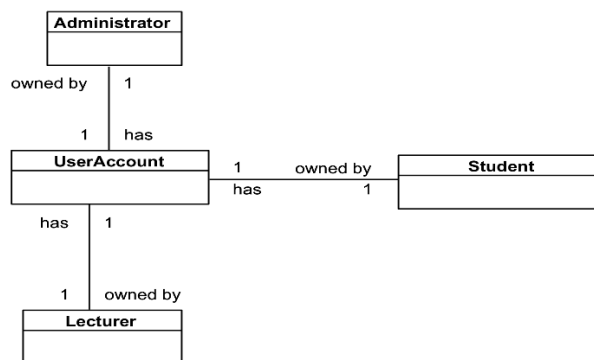 Administrator
owned by 1
1 has
UserAccount
1 owned by
has 1
Student
has 1
1 owned by
Lecturer